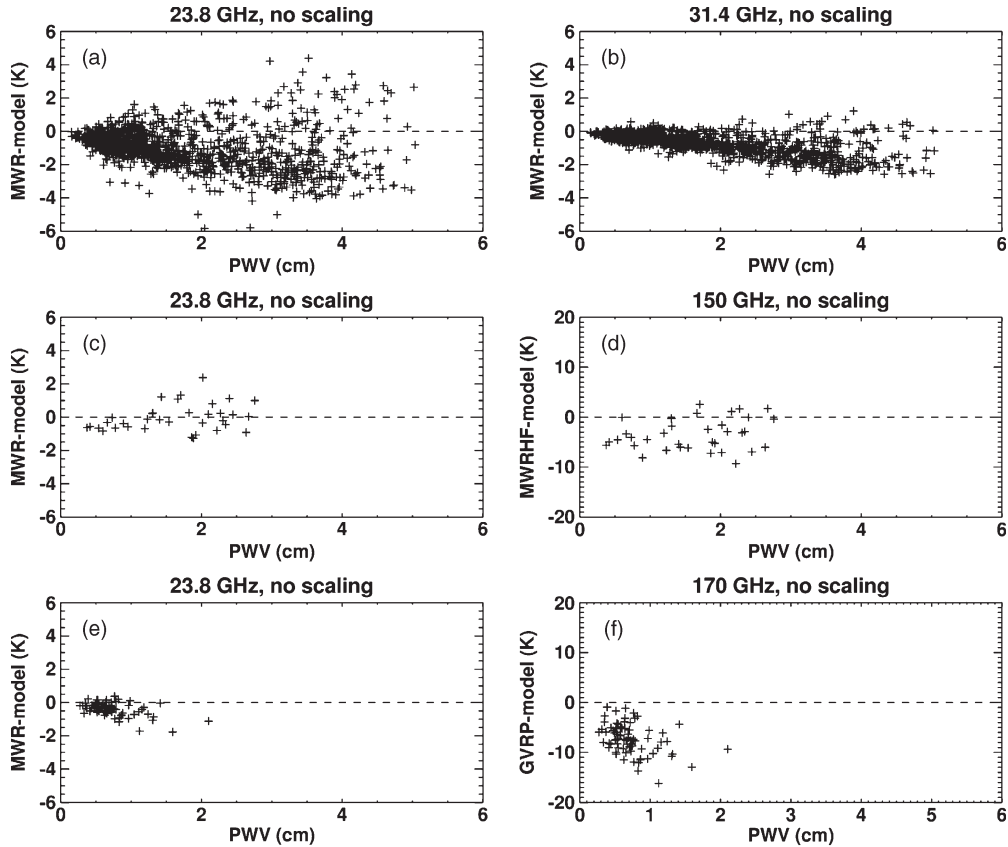 23.8 GHz, no scaling
(a)
MWR-model (K)
6
4
2
0
-2
-4
-6
0 2 4 6
PWV (cm)
31.4 GHz, no scaling
(b)
MWR-model (K)
6
4
2
0
-2
-4
-6
0 2 4 6
PWV (cm)
23.8 GHz, no scaling
(c)
MWR-model (K)
6
4
2
0
-2
-4
-6
0 2 4 6
PWV (cm)
150 GHz, no scaling
(d)
MWRHF-model (K)
20
10
0
-10
-20
0 2 4 6
PWV (cm)
23.8 GHz, no scaling
(e)
MWR-model (K)
6
4
2
0
-2
-4
-6
0 2 4 6
PWV (cm)
170 GHz, no scaling
(f)
GVRP-model (K)
20
10
0
-10
-20
0 1 2 3 4 5 6
PWV (cm)